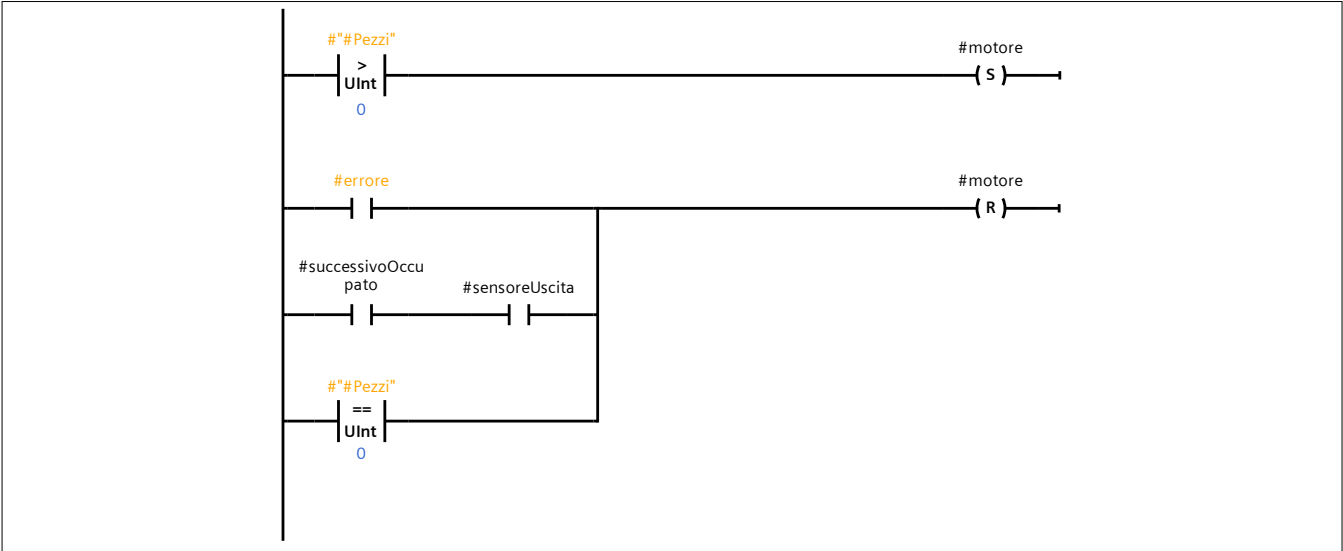 #"#Pezzi"
#motore
>
( S )
UInt
0
#errore
#motore
( R )
#successivoOccu
pato
#sensoreUscita
#"#Pezzi"
==
UInt
0